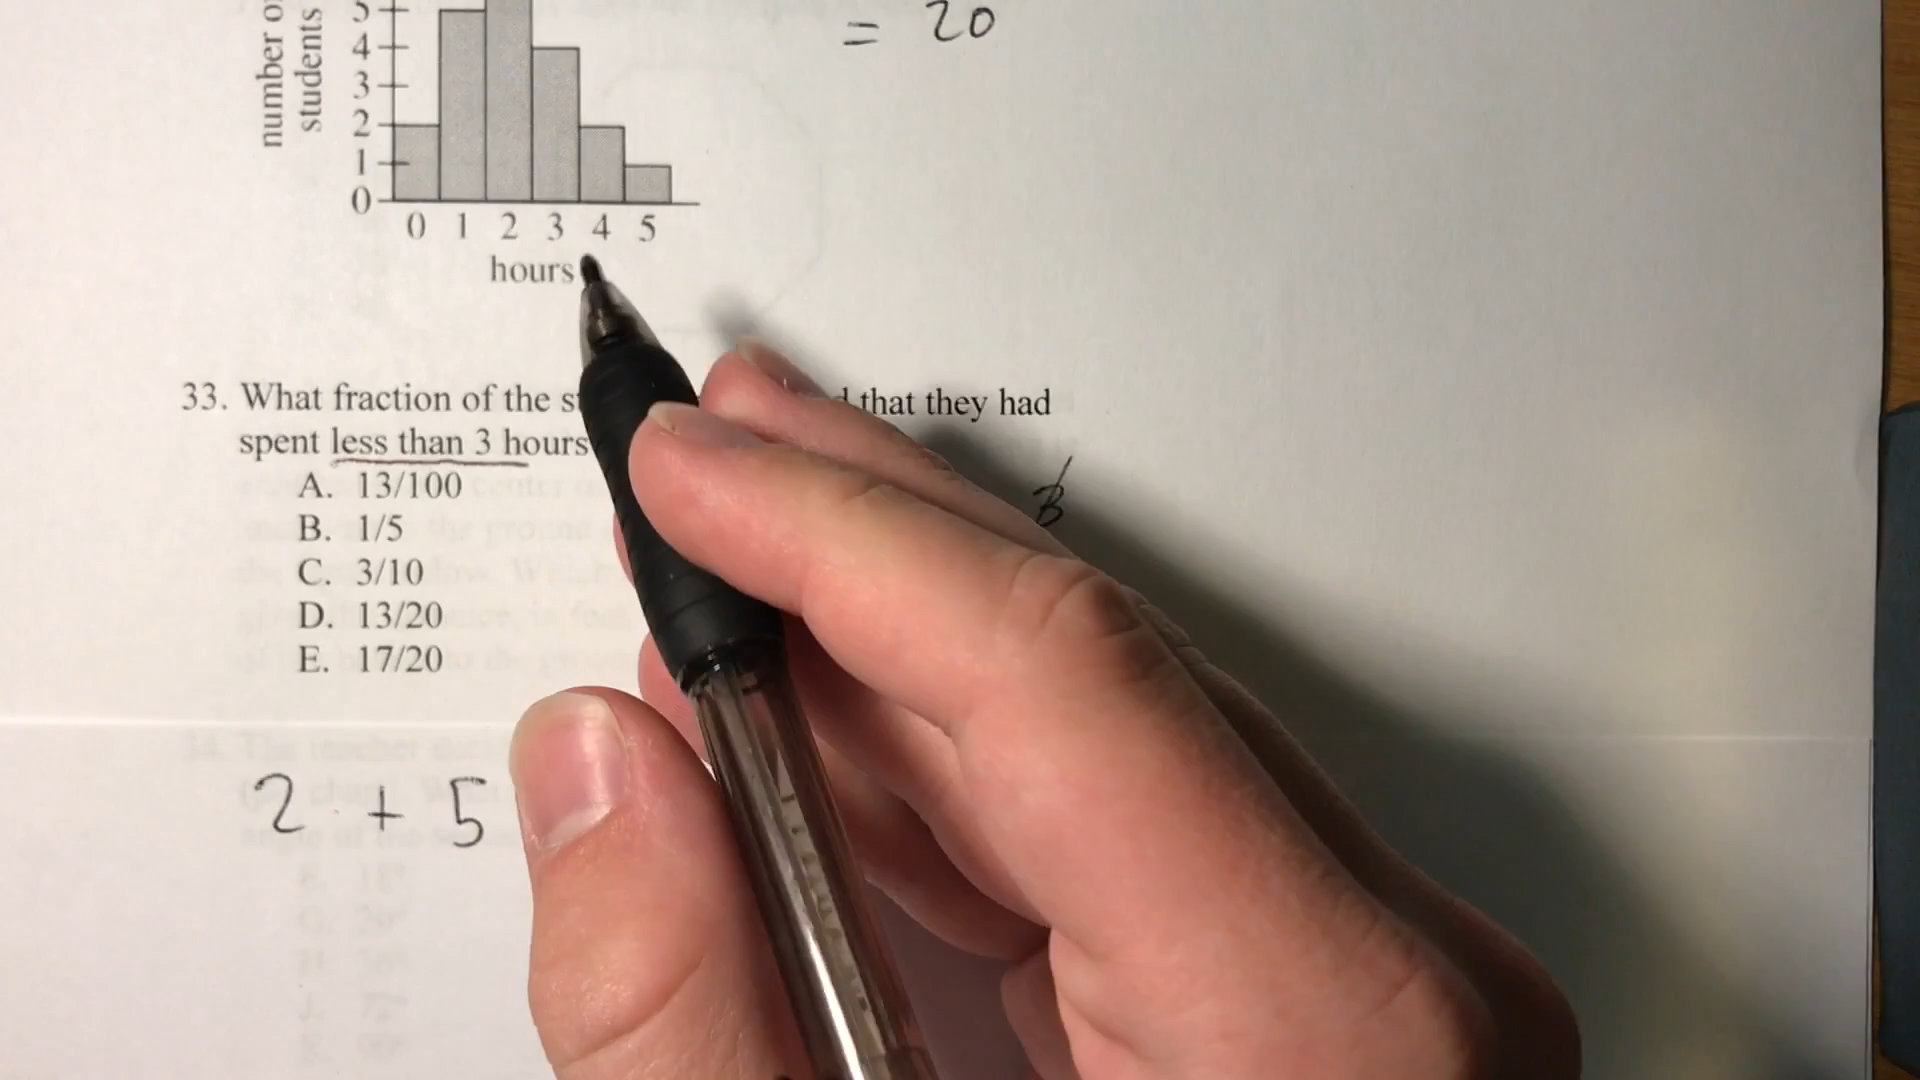 number of
students
5
4
3
2
1
0
0 1 2 3 4 5
hours
= 20
33. What fraction of the that they had
spent less than 3 hours
A. 13/100
B. 1/5
C. 3/10
D. 13/20
E. 17/20
2 + 5